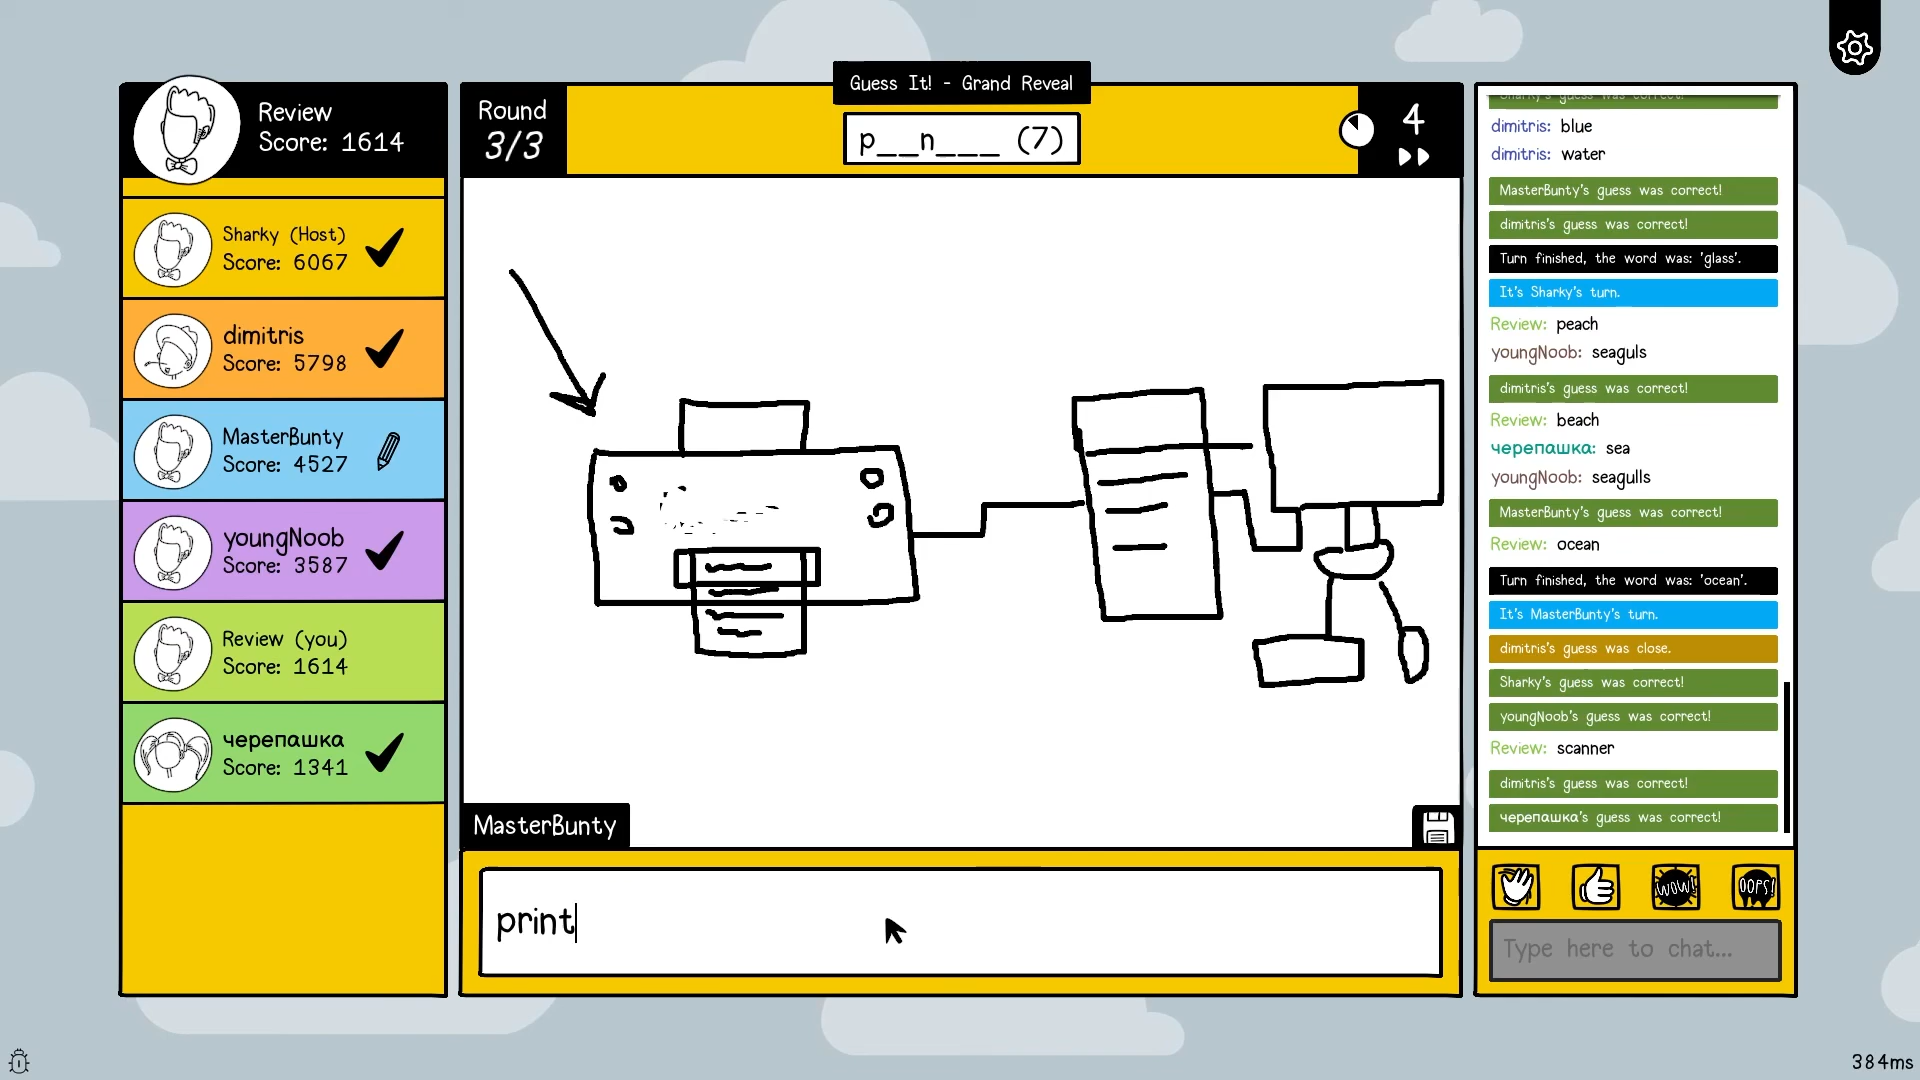 Guess It! - Grand Reveal
Review
Score: 1614
Round
3/3
p__n___ (7)
4
Sharky (Host)
Score: 6067
dimitris
Score: 5798
MasterBunty
Score: 4527
youngNoob
Score: 3587
Review (you)
Score: 1614
черепашка
Score: 1341
MasterBunty
print
Sharky's guess was correct!
dimitris: blue
dimitris: water
MasterBunty's guess was correct!
dimitris's guess was correct!
Turn finished, the word was: 'glass'.
It's Sharky's turn.
Review: peach
youngNoob: seaguls
dimitris's guess was correct!
Review: beach
черепашка: sea
youngNoob: seagulls
MasterBunty's guess was correct!
Review: ocean
Turn finished, the word was: 'ocean'.
It's MasterBunty's turn.
dimitris's guess was close.
Sharky's guess was correct!
youngNoob's guess was correct!
Review: scanner
dimitris's guess was correct!
черепашка's guess was correct!
WOW!
OOPS!
Type here to chat...
384ms